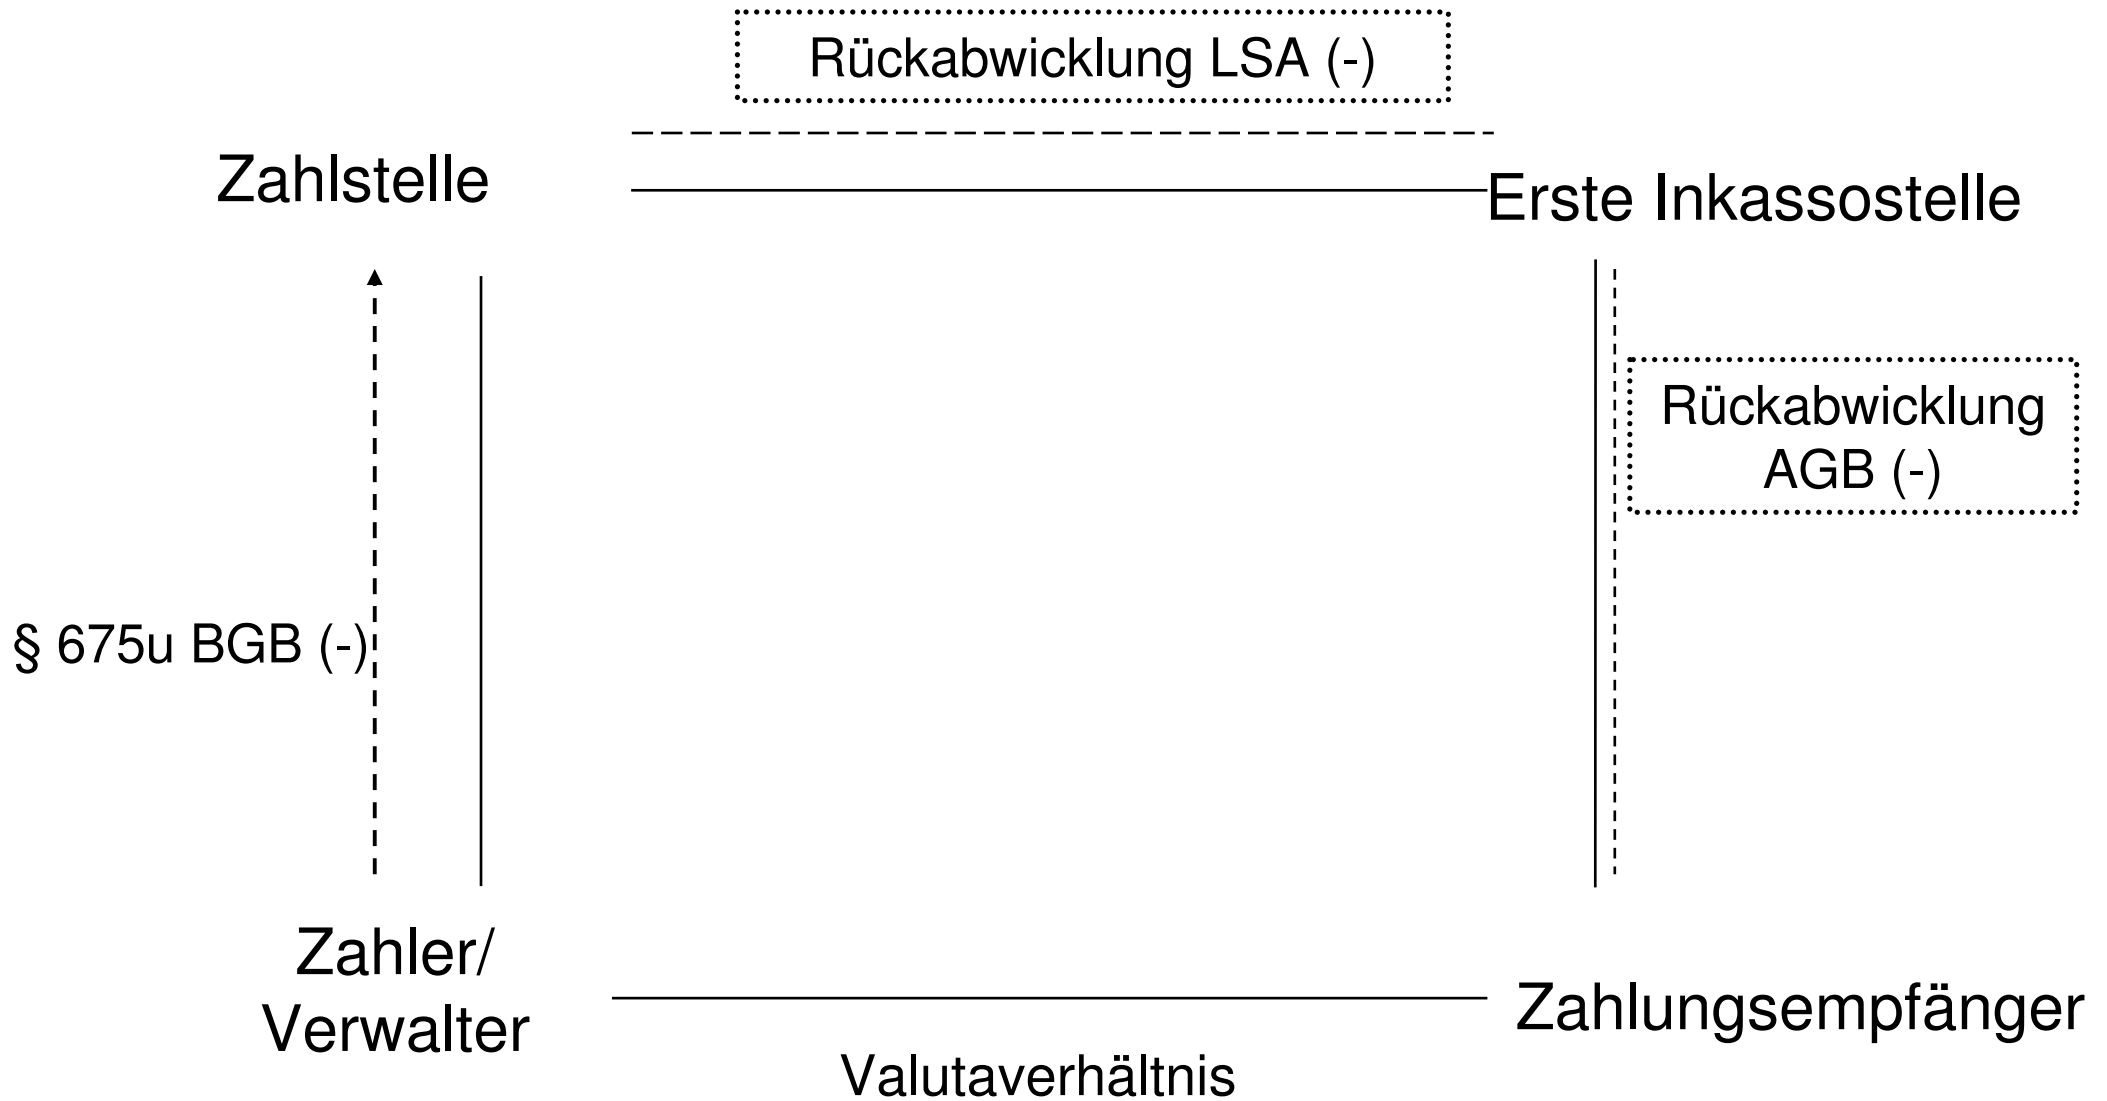 Rückabwicklung LSA (-)
Zahlstelle
Erste Inkassostelle
Rückabwicklung
AGB (-)
§ 675u BGB (-)
Zahler/
Verwalter
Zahlungsempfänger
Valutaverhältnis